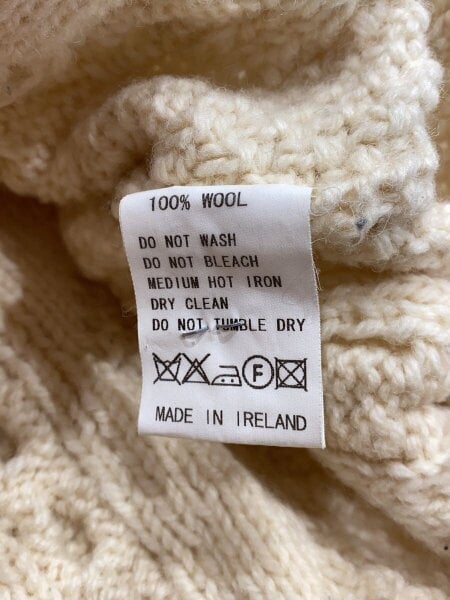 100% WOOL
DO NOT WASH
DO NOT BLEACH
MEDIUM HOT IRON
DRY CLEAN
DO NOT TUMBLE DRY
F
MADE IN IRELAND